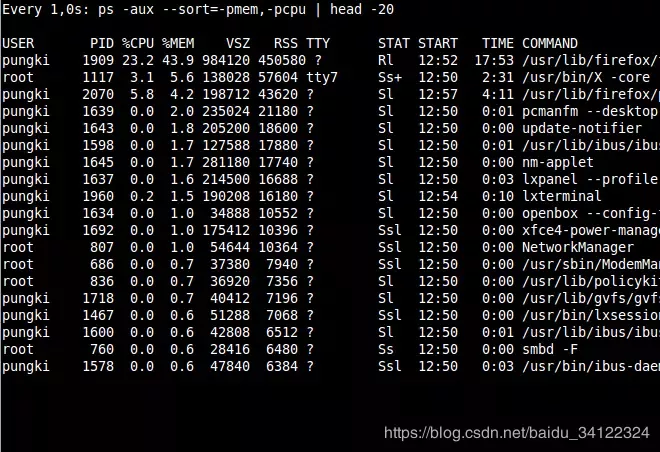 Every 1,0s: ps -aux --sort=-pmem,-pcpu | head -20
USER PID %CPU %MEM VSZ RSS TTY STAT START TIME COMMAND
pungki 1909 23.2 43.9 984120 450580 ? Rl 12:52 17:53 /usr/lib/firefox/f
root 1117 3.1 5.6 138028 57604 tty7 Ss+ 12:50 2:31 /usr/bin/X -core :
pungki 2070 5.8 4.2 198712 43620 ? Sl 12:57 4:11 /usr/lib/firefox/p
pungki 1639 0.0 2.0 235024 21180 ? Sl 12:50 0:01 pcmanfm --desktop
pungki 1643 0.0 1.8 205200 18600 ? Sl 12:50 0:00 update-notifier
pungki 1598 0.0 1.7 127588 17880 ? Sl 12:50 0:01 /usr/lib/ibus/ibus
pungki 1645 0.0 1.7 281180 17740 ? Sl 12:50 0:00 nm-applet
pungki 1637 0.0 1.6 214500 16688 ? Sl 12:50 0:03 lxpanel --profile
pungki 1960 0.2 1.5 190208 16180 ? Sl 12:54 0:10 lxterminal
pungki 1634 0.0 1.0 34888 10552 ? Sl 12:50 0:00 openbox --config-f
pungki 1692 0.0 1.0 175412 10396 ? Ssl 12:50 0:00 xfce4-power-manage
root 807 0.0 1.0 54644 10364 ? Ssl 12:50 0:00 NetworkManager
root 686 0.0 0.7 37380 7940 ? Ssl 12:50 0:00 /usr/sbin/ModemMan
root 836 0.0 0.7 36920 7356 ? Sl 12:50 0:00 /usr/lib/policykit
pungki 1718 0.0 0.7 40412 7196 ? Sl 12:50 0:00 /usr/lib/gvfs/gvfs
pungki 1467 0.0 0.6 51288 7068 ? Ssl 12:50 0:00 /usr/bin/lxsession
pungki 1600 0.0 0.6 42808 6512 ? Sl 12:50 0:01 /usr/lib/ibus/ibus
root 760 0.0 0.6 28416 6480 ? Ss 12:50 0:00 smbd -F
pungki 1578 0.0 0.6 47840 6384 ? Ssl 12:50 0:03 /usr/bin/ibus-daem
https://blog.csdn.net/baidu_34122324